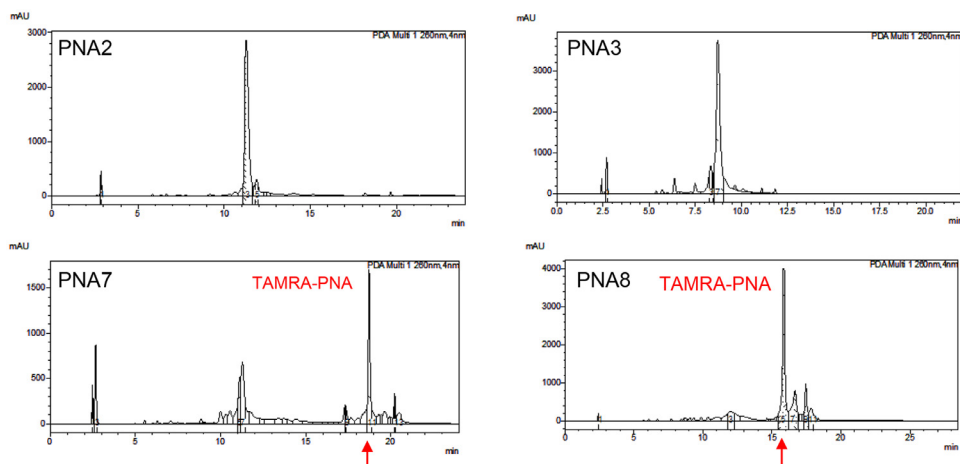 mAU
PDA Multi 1 260nm,4nm
PNA2
3000
2000
1000
0
0 5 10 15 20
min
mAU
PDA Multi 1 260nm,4nm
PNA3
3000
2000
1000
0
0.0 2.5 5.0 7.5 10.0 12.5 15.0 17.5 20.0
min
mAU
PDA Multi 1 260nm,4nm
PNA7
TAMRA-PNA
1500
1000
500
0
0 5 10 15 20
min
mAU
PDA Multi 1 260nm,4nm
PNA8
TAMRA-PNA
4000
3000
2000
1000
0
0 5 10 15 20 25
min